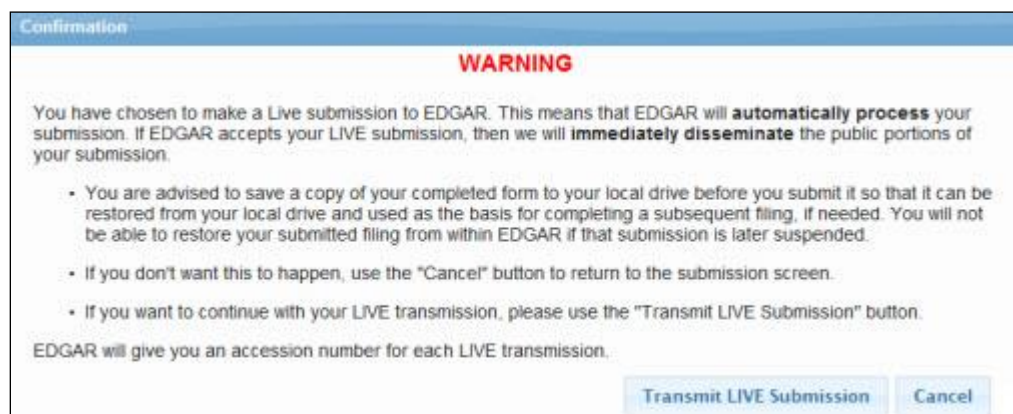 Confirmation
WARNING
You have chosen to make a Live submission to EDGAR. This means that EDGAR will automatically process your
submission. If EDGAR accepts your LIVE submission, then we will immediately disseminate the public portions of
your submission.
• You are advised to save a copy of your completed form to your local drive before you submit it so that it can be
restored from your local drive and used as the basis for completing a subsequent filing, if needed. You will not
be able to restore your submitted filing from within EDGAR if that submission is later suspended.
• If you don't want this to happen, use the "Cancel" button to return to the submission screen.
• If you want to continue with your LIVE transmission, please use the "Transmit LIVE Submission" button.
EDGAR will give you an accession number for each LIVE transmission.
Transmit LIVE Submission Cancel